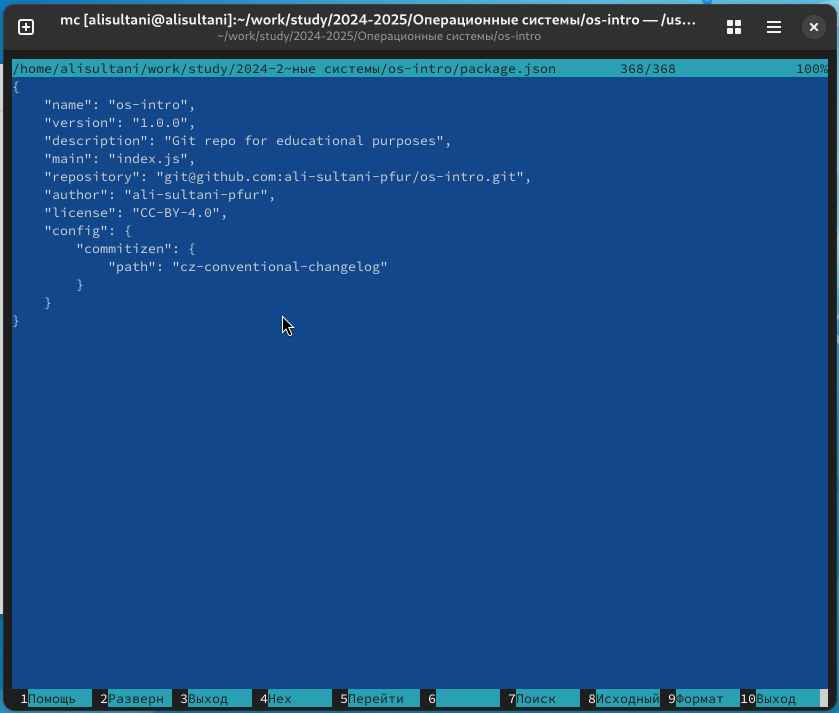 mc [alisultani@alisultani]:~/work/study/2024-2025/Операционные системы/os-intro — /us…
~/work/study/2024-2025/Операционные системы/os-intro
/home/alisultani/work/study/2024-2~ные системы/os-intro/package.json 368/368 100%
{
    "name": "os-intro",
    "version": "1.0.0",
    "description": "Git repo for educational purposes",
    "main": "index.js",
    "repository": "git@github.com:ali-sultani-pfur/os-intro.git",
    "author": "ali-sultani-pfur",
    "license": "CC-BY-4.0",
    "config": {
        "commitizen": {
            "path": "cz-conventional-changelog"
        }
    }
}
1Помощь 2Разверн 3Выход 4Hex 5Перейти 6 7Поиск 8Исходный 9Формат 10Выход